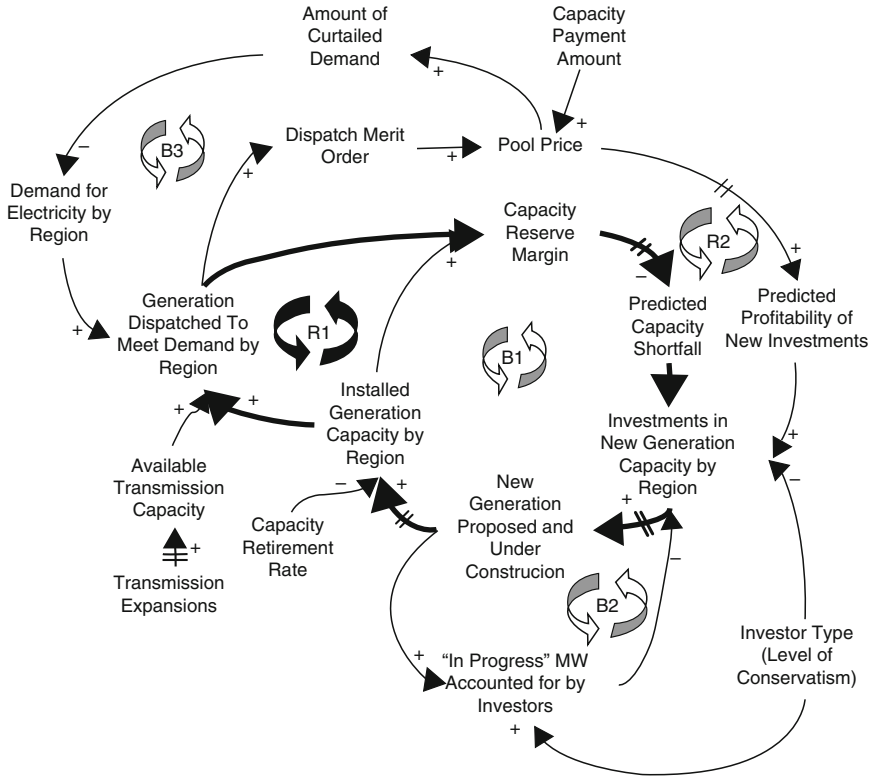 Amount of
Curtailed
Demand
Capacity
Payment
Amount
+
+
B3
Dispatch Merit
Order
+
Pool Price
–
+
Demand for
Electricity by
Region
Capacity
Reserve
Margin
R2
+
+
–
Generation
Dispatched To
Meet Demand by
Region
+
R1
Predicted
Capacity
Shortfall
Predicted
Profitability of
New Investments
B1
Installed
Generation
Capacity by
Region
+
+
Investments in
New Generation
Capacity by
Region
+
–
Available
Transmission
Capacity
–
+
New
Generation
Proposed and
Under
Construcion
+
Capacity
Retirement
Rate
+
Transmission
Expansions
–
B2
Investor Type
(Level of
Conservatism)
+
"In Progress" MW
Accounted for by
Investors
+